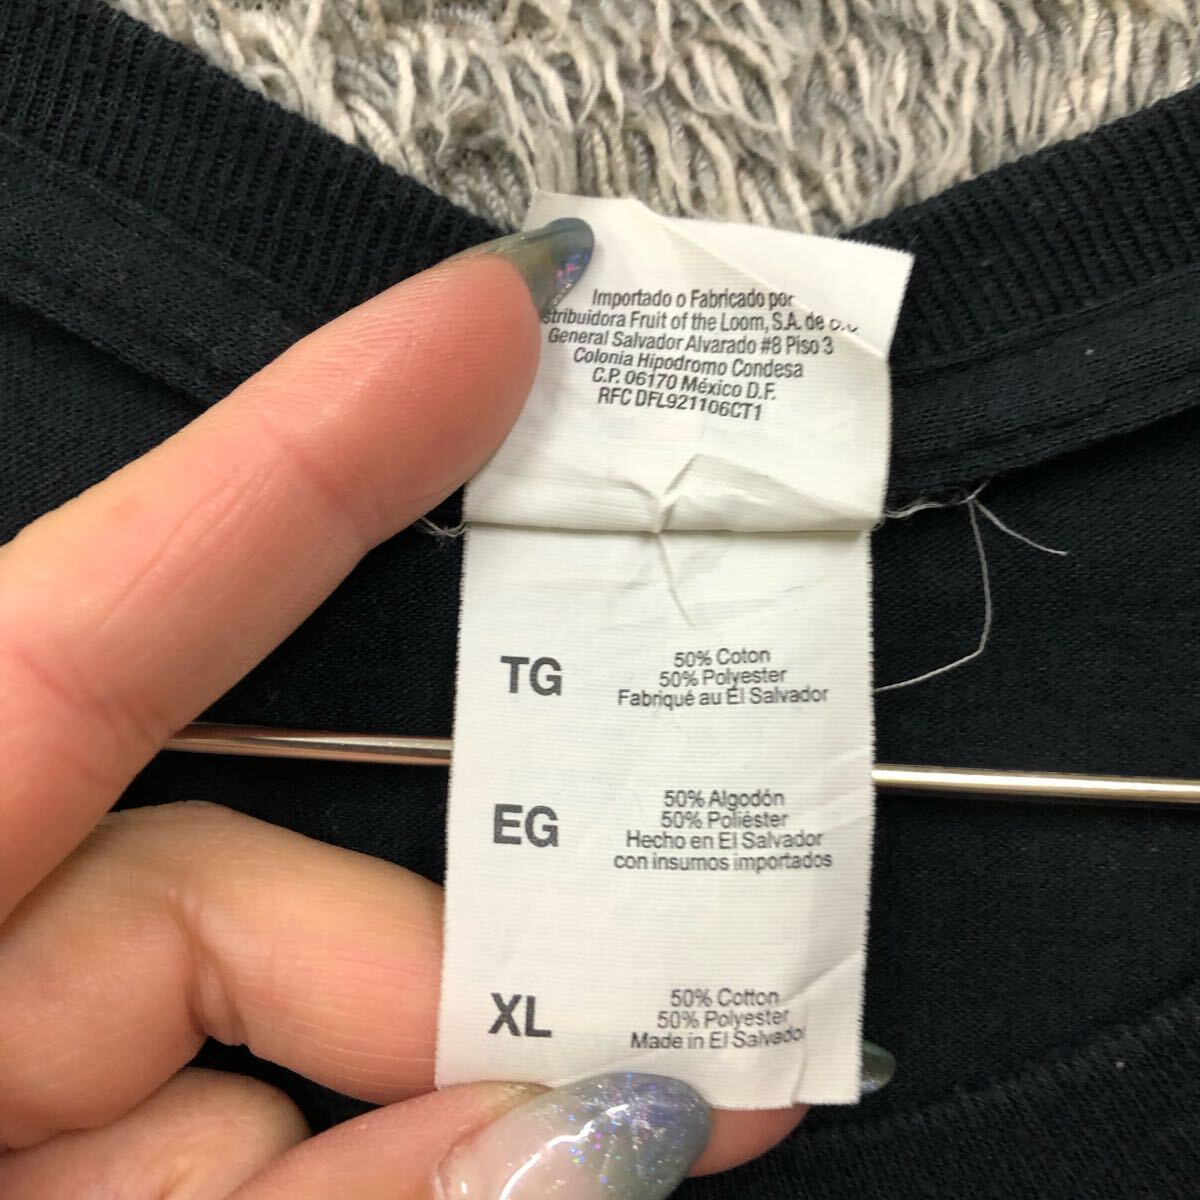 Importado o Fabricado por
stribuidora Fruit of the Loom, S.A. de
General Salvador Alvarado #8 Piso 3
Colonia Hipodromo Condesa
C.P. 06170 México D.F.
RFC DFL921106CT1
TG
50% Coton
50% Polyester
Fabriqué au El Salvador
EG
50% Algodón
50% Poliéster
Hecho en El Salvador
con insumos importados
XL
50% Cotton
50% Polyester
Made in El Salvador